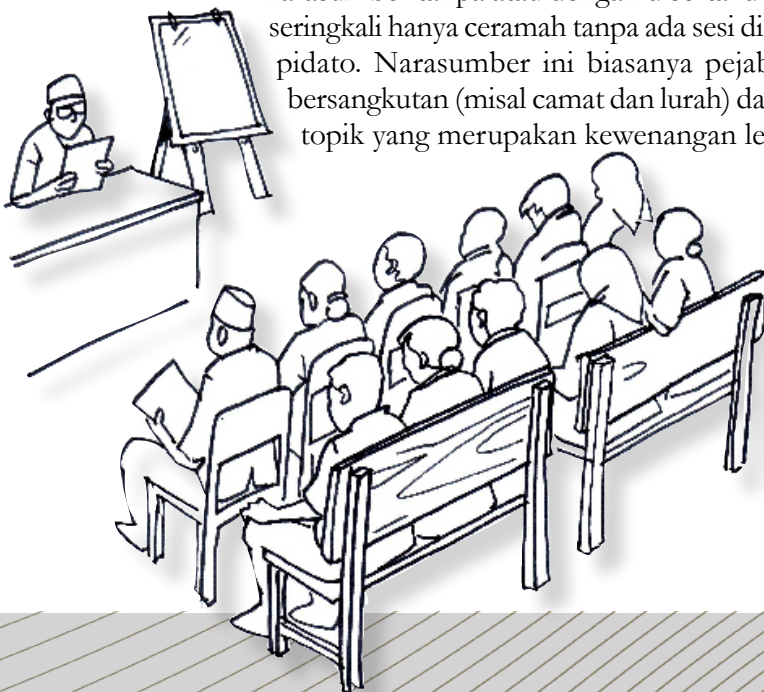 seringkali hanya ceramah tanpa ada sesi di
pidato. Narasumber ini biasanya pejab
bersangkutan (misal camat dan lurah) da
topik yang merupakan kewenangan le